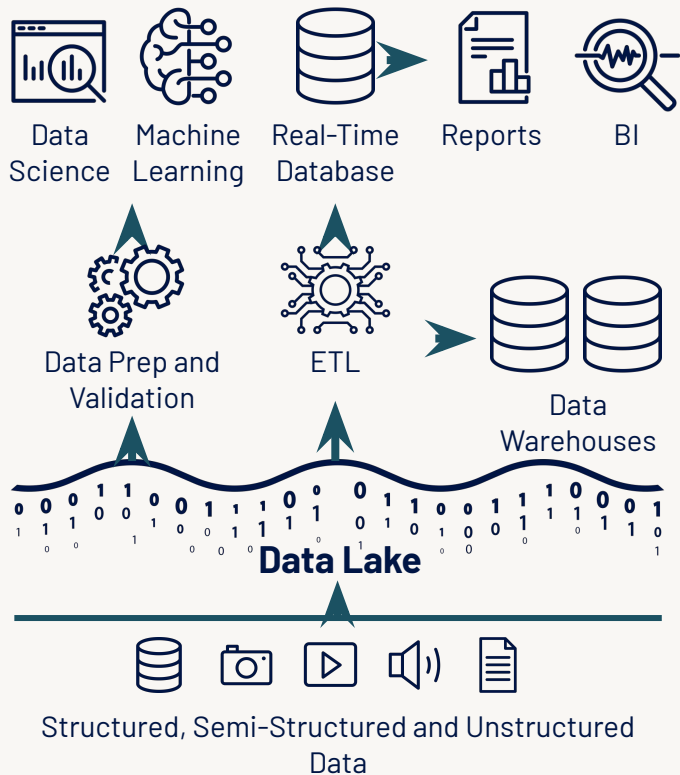 Data
Science
Machine
Learning
Real-Time
Database
Reports
BI
Data Prep and
Validation
ETL
Data
Warehouses
Data Lake
Structured, Semi-Structured and Unstructured
Data